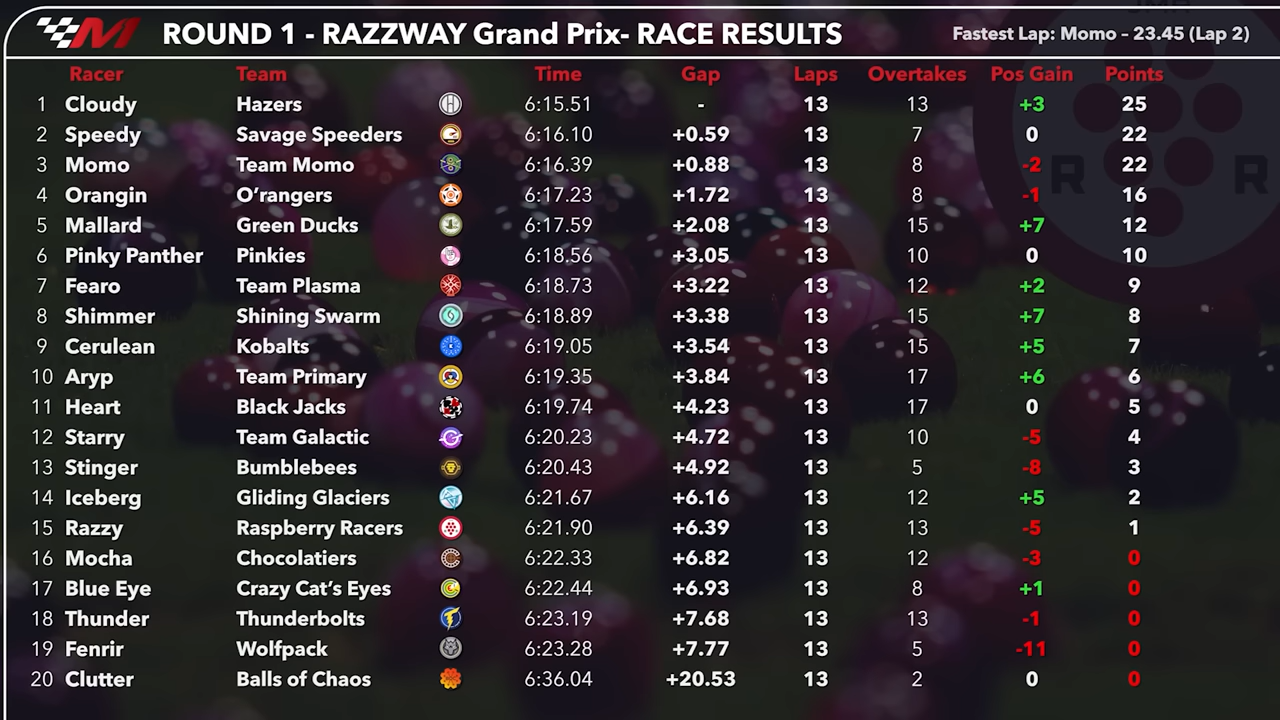 M ROUND 1 - RAZZWAY Grand Prix- RACE RESULTS Fastest Lap: Momo – 23.45 (Lap 2)
Racer Team Time Gap Laps Overtakes Pos Gain Points
1 Cloudy Hazers H 6:15.51 - 13 13 +3 25
2 Speedy Savage Speeders 6:16.10 +0.59 13 7 0 22
3 Momo Team Momo 6:16.39 +0.88 13 8 -2 22
4 Orangin O’rangers 6:17.23 +1.72 13 8 -1 16
5 Mallard Green Ducks 6:17.59 +2.08 13 15 +7 12
6 Pinky Panther Pinkies 6:18.56 +3.05 13 10 0 10
7 Fearo Team Plasma 6:18.73 +3.22 13 12 +2 9
8 Shimmer Shining Swarm 6:18.89 +3.38 13 15 +7 8
9 Cerulean Kobalts 6:19.05 +3.54 13 15 +5 7
10 Aryp Team Primary 6:19.35 +3.84 13 17 +6 6
11 Heart Black Jacks 6:19.74 +4.23 13 17 0 5
12 Starry Team Galactic 6:20.23 +4.72 13 10 -5 4
13 Stinger Bumblebees 6:20.43 +4.92 13 5 -8 3
14 Iceberg Gliding Glaciers 6:21.67 +6.16 13 12 +5 2
15 Razzy Raspberry Racers 6:21.90 +6.39 13 13 -5 1
16 Mocha Chocolatiers 6:22.33 +6.82 13 12 -3 0
17 Blue Eye Crazy Cat’s Eyes 6:22.44 +6.93 13 8 +1 0
18 Thunder Thunderbolts 6:23.19 +7.68 13 13 -1 0
19 Fenrir Wolfpack 6:23.28 +7.77 13 5 -11 0
20 Clutter Balls of Chaos 6:36.04 +20.53 13 2 0 0
R R